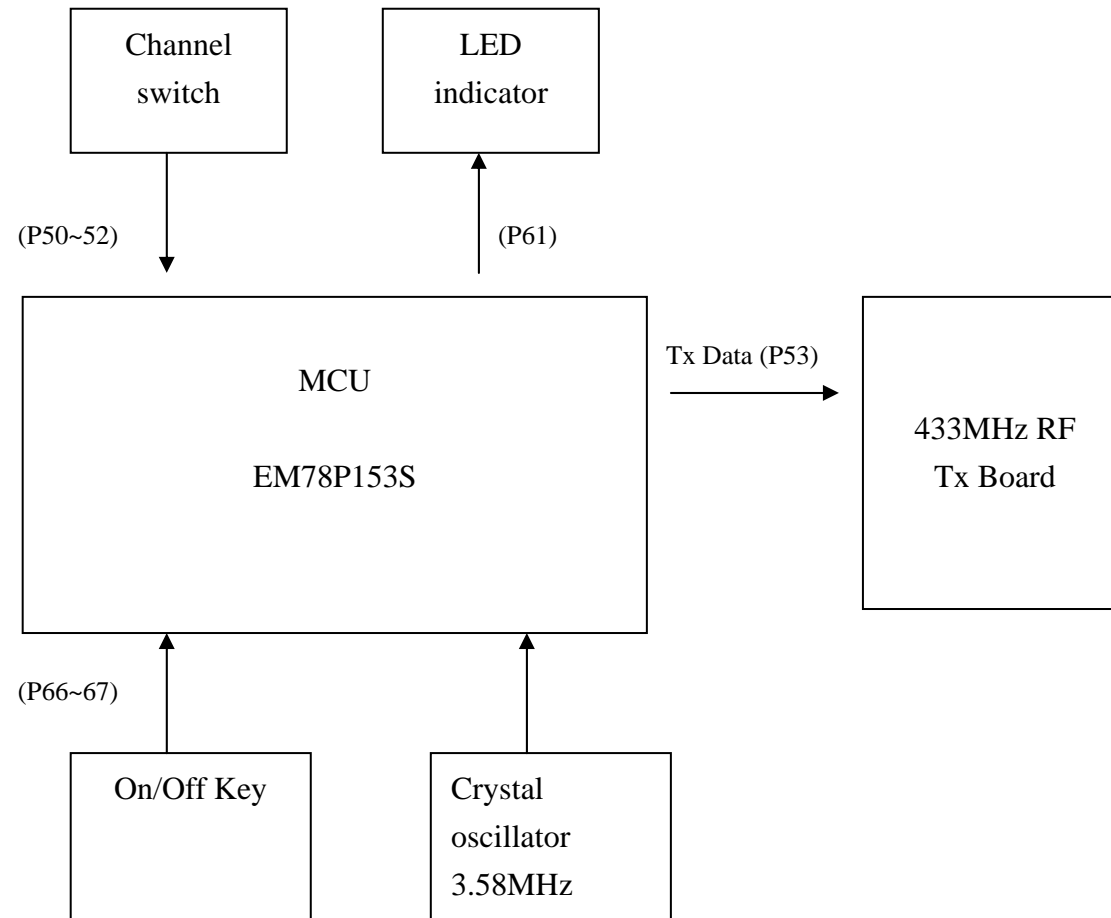 Channel
switch
LED
indicator
(P50~52)
(P61)
MCU
EM78P153S
Tx Data (P53)
433MHz RF
Tx Board
(P66~67)
On/Off Key
Crystal
oscillator
3.58MHz